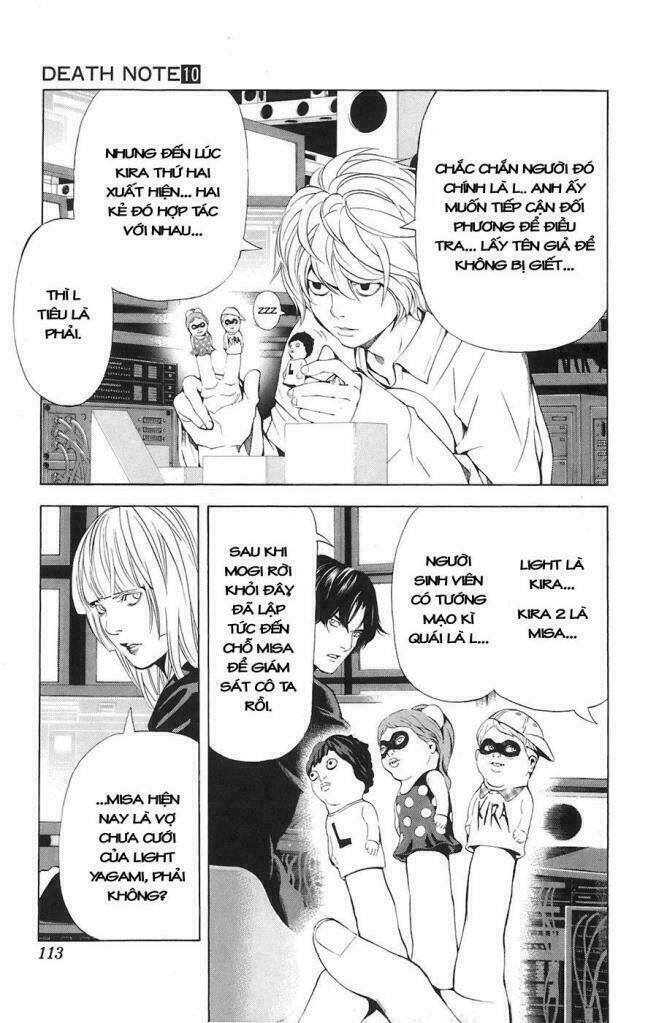 DEATH NOTE 10
CHẮC CHẮN NGƯỜI ĐÓ
CHÍNH LÀ L.. ANH ẤY
MUỐN TIẾP CẬN ĐỐI
PHƯƠNG ĐỂ ĐIỀU
TRA... LẤY TÊN GIẢ ĐỂ
KHÔNG BỊ GIẾT...
NHƯNG ĐẾN LÚC
KIRA THỨ HAI
XUẤT HIỆN... HAI
KẺ ĐÓ HỢP TÁC
VỚI NHAU...
THÌ L
TIÊU LÀ
PHẢI.
ZZZ
KIRA
L
LIGHT LÀ
KIRA...
KIRA 2 LÀ
MISA...
NGƯỜI
SINH VIÊN
CÓ TƯỚNG
MẠO KÌ
QUÁI LÀ L...
SAU KHI
MOGI RỜI
KHỎI ĐÂY,
ĐÃ LẬP
TỨC ĐẾN
CHỖ MISA
ĐỂ GIÁM
SÁT CÔ TA
RỒI.
L
KIRA
...MISA HIỆN
NAY LÀ VỢ
CHƯA CƯỚI
CỦA LIGHT
YAGAMI, PHẢI
KHÔNG?
113